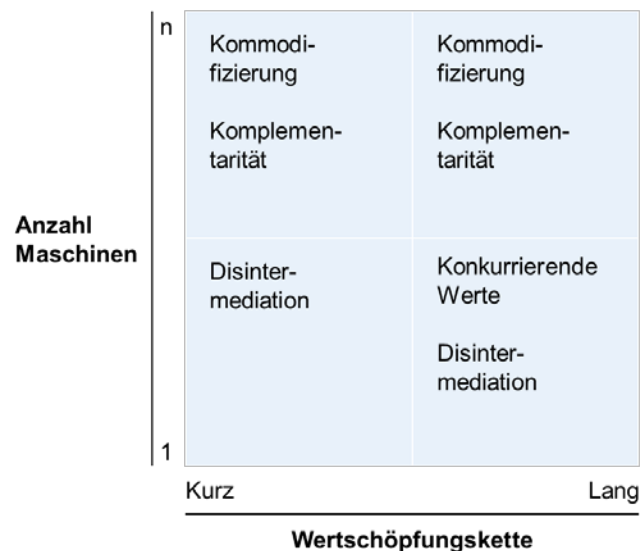 n
Kommodi-
fizierung
Komplemen-
tarität
Kommodi-
fizierung
Komplemen-
tarität
Anzahl
Maschinen
Disinter-
mediation
Konkurrierende
Werte
Disinter-
mediation
1
Kurz
Lang
Wertschöpfungskette